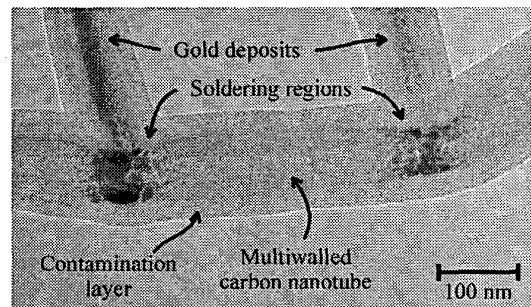 Gold deposits
Soldering regions
Contamination
layer
Multiwalled
carbon nanotube
100 nm